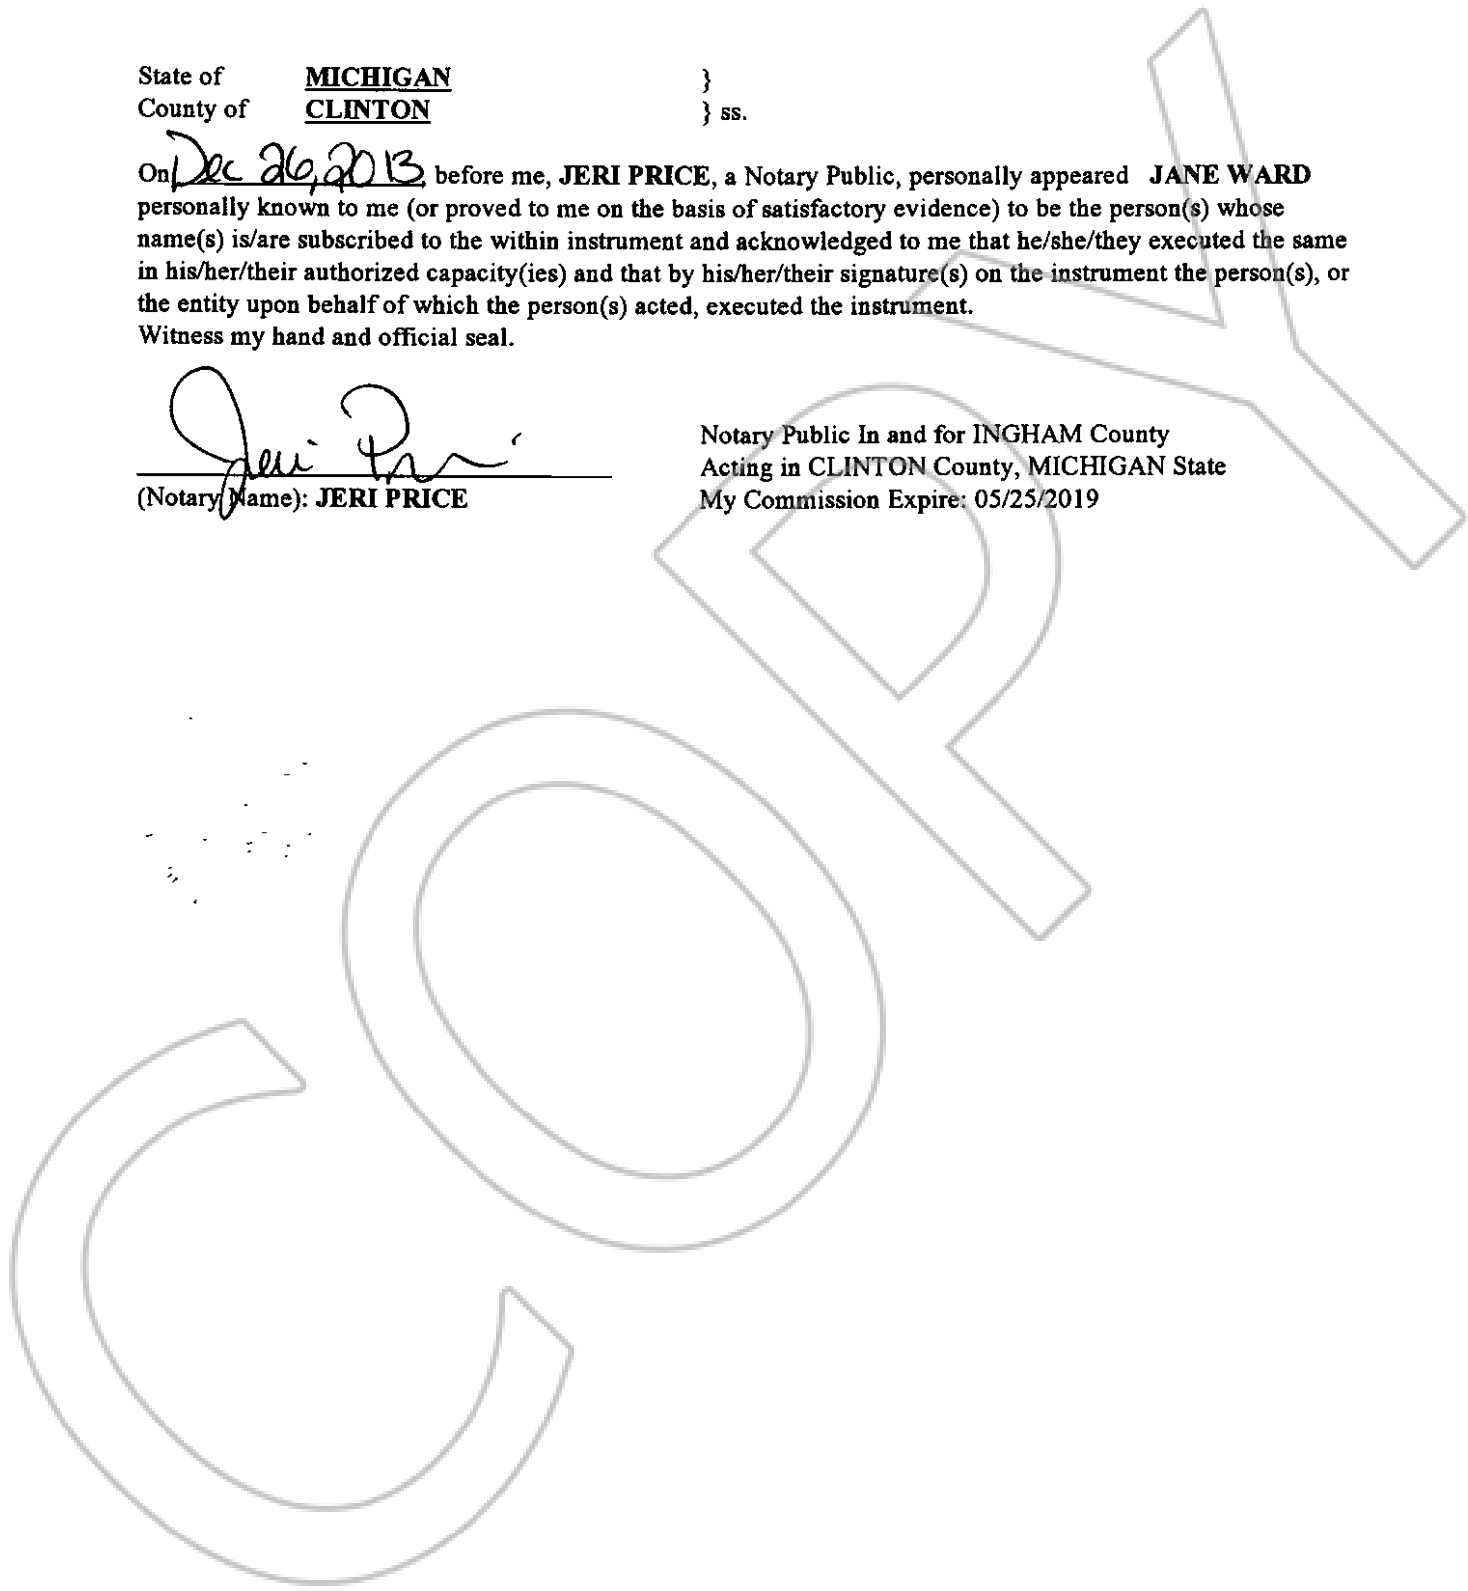 State of MICHIGAN }
County of CLINTON } ss.
On Dec 26, 2013, before me, JERI PRICE, a Notary Public, personally appeared JANE WARD
personally known to me (or proved to me on the basis of satisfactory evidence) to be the person(s) whose
name(s) is/are subscribed to the within instrument and acknowledged to me that he/she/they executed the same
in his/her/their authorized capacity(ies) and that by his/her/their signature(s) on the instrument the person(s), or
the entity upon behalf of which the person(s) acted, executed the instrument.
Witness my hand and official seal.
Jeri Pri
(Notary Name): JERI PRICE
Notary Public In and for INGHAM County
Acting in CLINTON County, MICHIGAN State
My Commission Expire: 05/25/2019
COPY